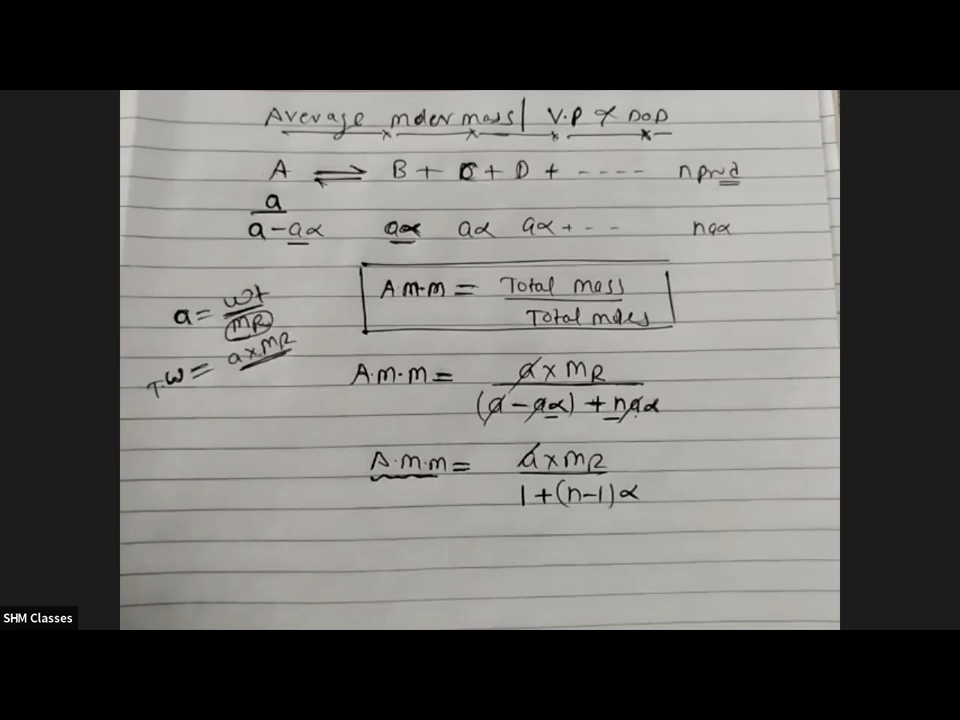 Average molar mass | V.P & DOD
A ⇌ B + C + D + ---- n prod
a
a - aα aα aα aα + -- naα
a = wt / MR
T.W = a × MR
A.M.M = Total mass / Total moles
A.M.M = a × MR / (a - aα) + naα
A.M.M = a × MR / 1 + (n-1)α
SHM Classes